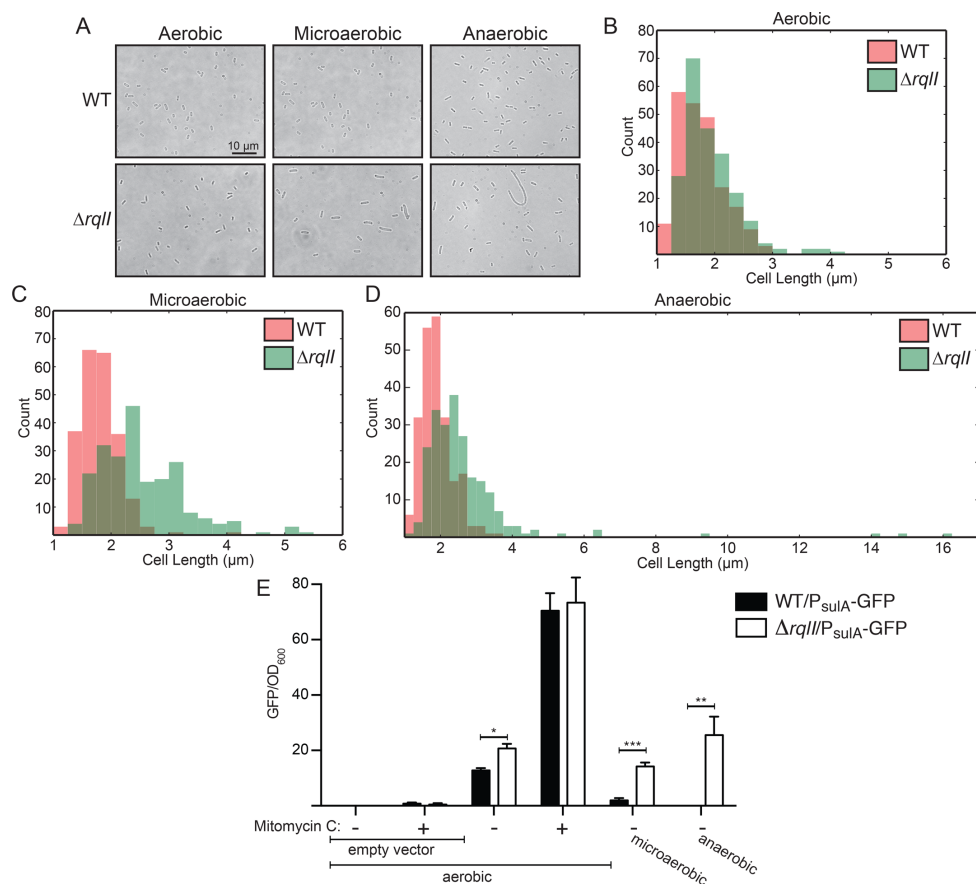 A
Aerobic
Microaerobic
Anaerobic
WT
10 µm
ΔrqlI
B
Aerobic
80
70
60
50
40
30
20
10
Count
WT
ΔrqlI
1 2 3 4 5 6
Cell Length (µm)
C
Microaerobic
80
70
60
50
40
30
20
10
Count
WT
ΔrqlI
1 2 3 4 5 6
Cell Length (µm)
D
Anaerobic
60
50
40
30
20
10
Count
WT
ΔrqlI
2 4 6 8 10 12 14 16
Cell Length (µm)
E
80
60
40
20
GFP/OD600
WT/PsulA-GFP
ΔrqlI/PsulA-GFP
*
***
**
Mitomycin C: - + - + - -
empty vector
aerobic
microaerobic
anaerobic